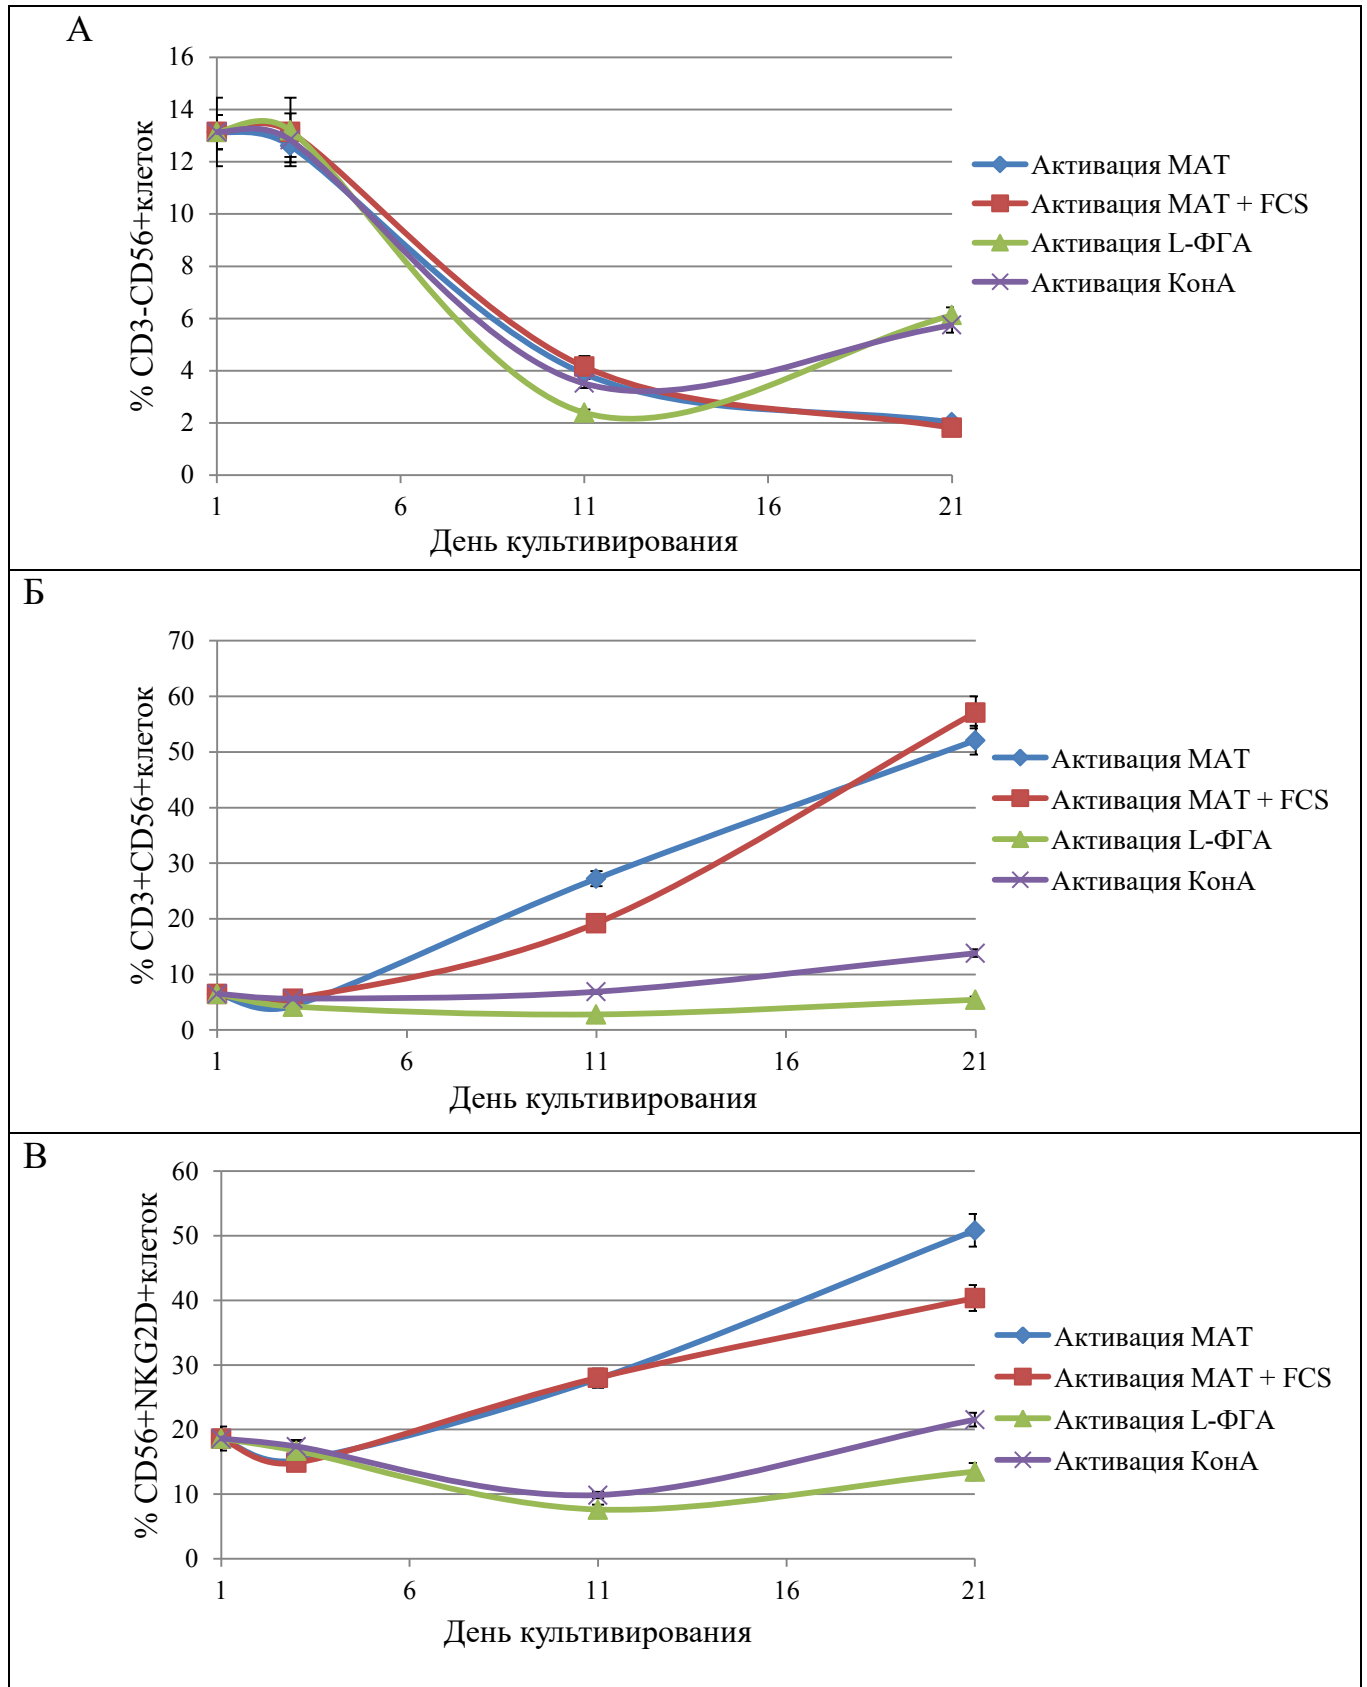 А
% CD3-CD56+клеток
16
14
12
10
8
6
4
2
0
1
6
11
16
21
День культивирования
Активация МАТ
Активация МАТ + FCS
Активация L-ФГА
Активация КонА
Б
% CD3+CD56+клеток
70
60
50
40
30
20
10
0
1
6
11
16
21
День культивирования
Активация МАТ
Активация МАТ + FCS
Активация L-ФГА
Активация КонА
В
% CD56+NKG2D+клеток
60
50
40
30
20
10
0
1
6
11
16
21
День культивирования
Активация МАТ
Активация МАТ + FCS
Активация L-ФГА
Активация КонА